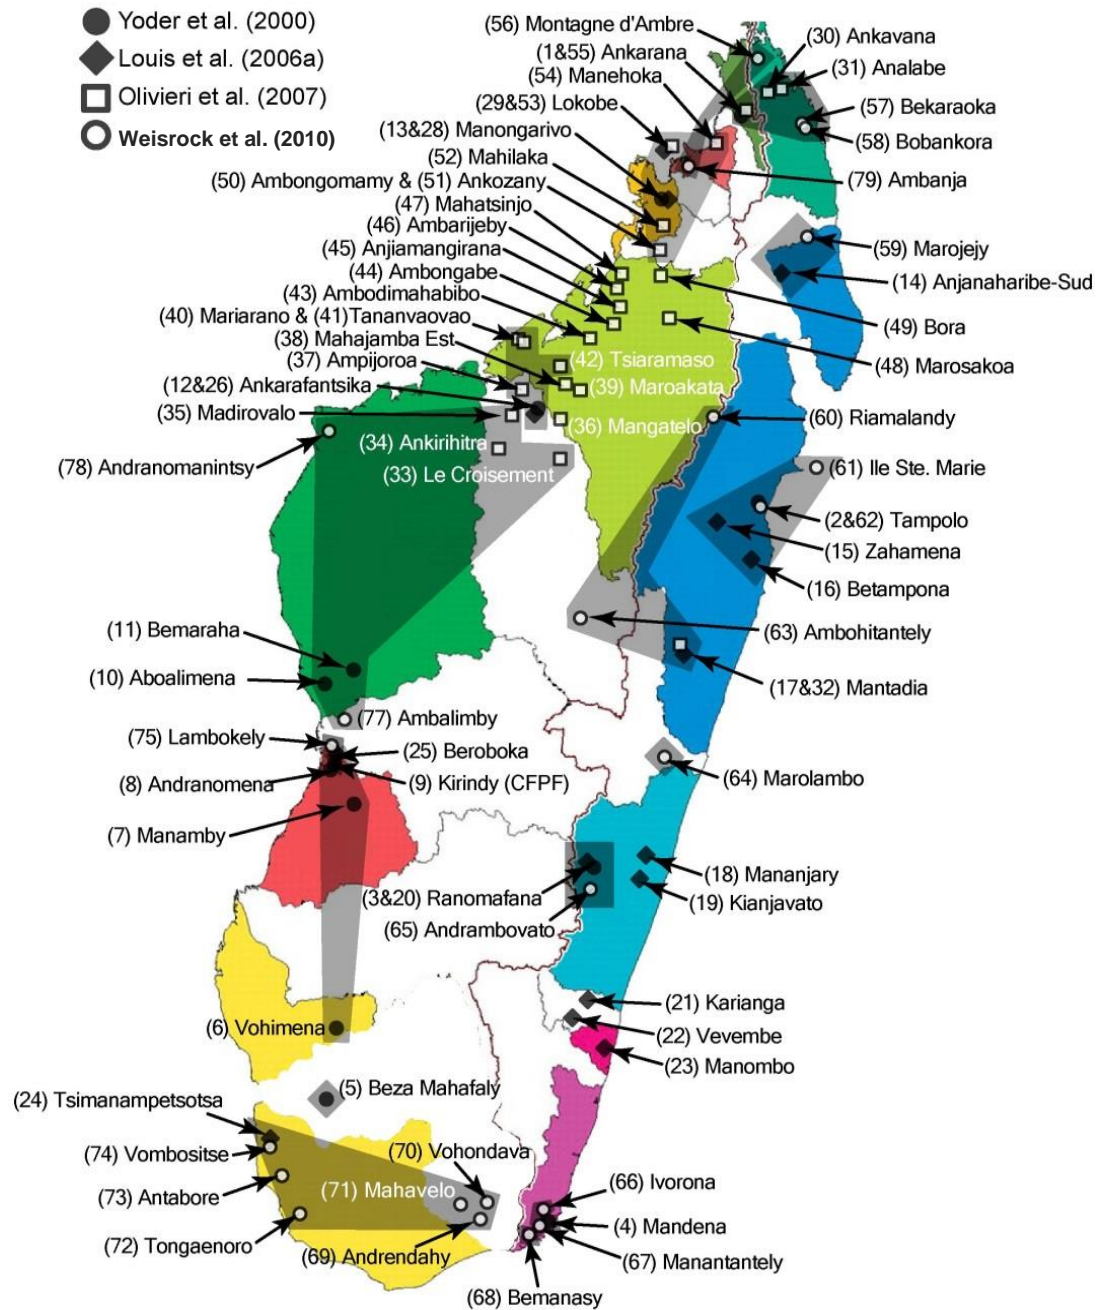 Yoder et al. (2000)
Louis et al. (2006a)
Olivieri et al. (2007)
Weisrock et al. (2010)
(56) Montagne d'Ambre
(1&55) Ankarana
(54) Manehoka
(29&53) Lokobe
(13&28) Manongarivo
(52) Mahilaka
(50) Ambongomamy & (51) Ankozany
(47) Mahatsinjo
(46) Ambarijeby
(45) Anjiamangirana
(44) Ambongabe
(43) Ambodimahabibo
(40) Mariarano & (41)Tananvaovao
(38) Mahajamba Est
(37) Ampijoroa
(12&26) Ankarafantsika
(35) Madirovalo
(78) Andranomanintsy
(30) Ankavana
(31) Analabe
(57) Bekaraoka
(58) Bobankora
(79) Ambanja
(59) Marojejy
(14) Anjanaharibe-Sud
(49) Bora
(48) Marosakoa
(42) Tsiaramaso
(39) Maroakata
(36) Mangatelo
(34) Ankirihitra
(33) Le Croisement
(60) Riamalandy
(61) Ile Ste. Marie
(2&62) Tampolo
(15) Zahamena
(16) Betampona
(63) Ambohitantely
(17&32) Mantadia
(11) Bemaraha
(10) Aboalimena
(77) Ambalimby
(75) Lambokely
(25) Beroboka
(8) Andranomena
(9) Kirindy (CFPF)
(7) Manamby
(64) Marolambo
(18) Mananjary
(19) Kianjavato
(3&20) Ranomafana
(65) Andrambovato
(21) Karianga
(22) Vevembe
(23) Manombo
(6) Vohimena
(5) Beza Mahafaly
(24) Tsimanampetsotsa
(74) Vombositse
(73) Antabore
(72) Tongaenoro
(70) Vohondava
(71) Mahavelo
(69) Andrendahy
(66) Ivorona
(4) Mandena
(67) Manantantely
(68) Bemanasy